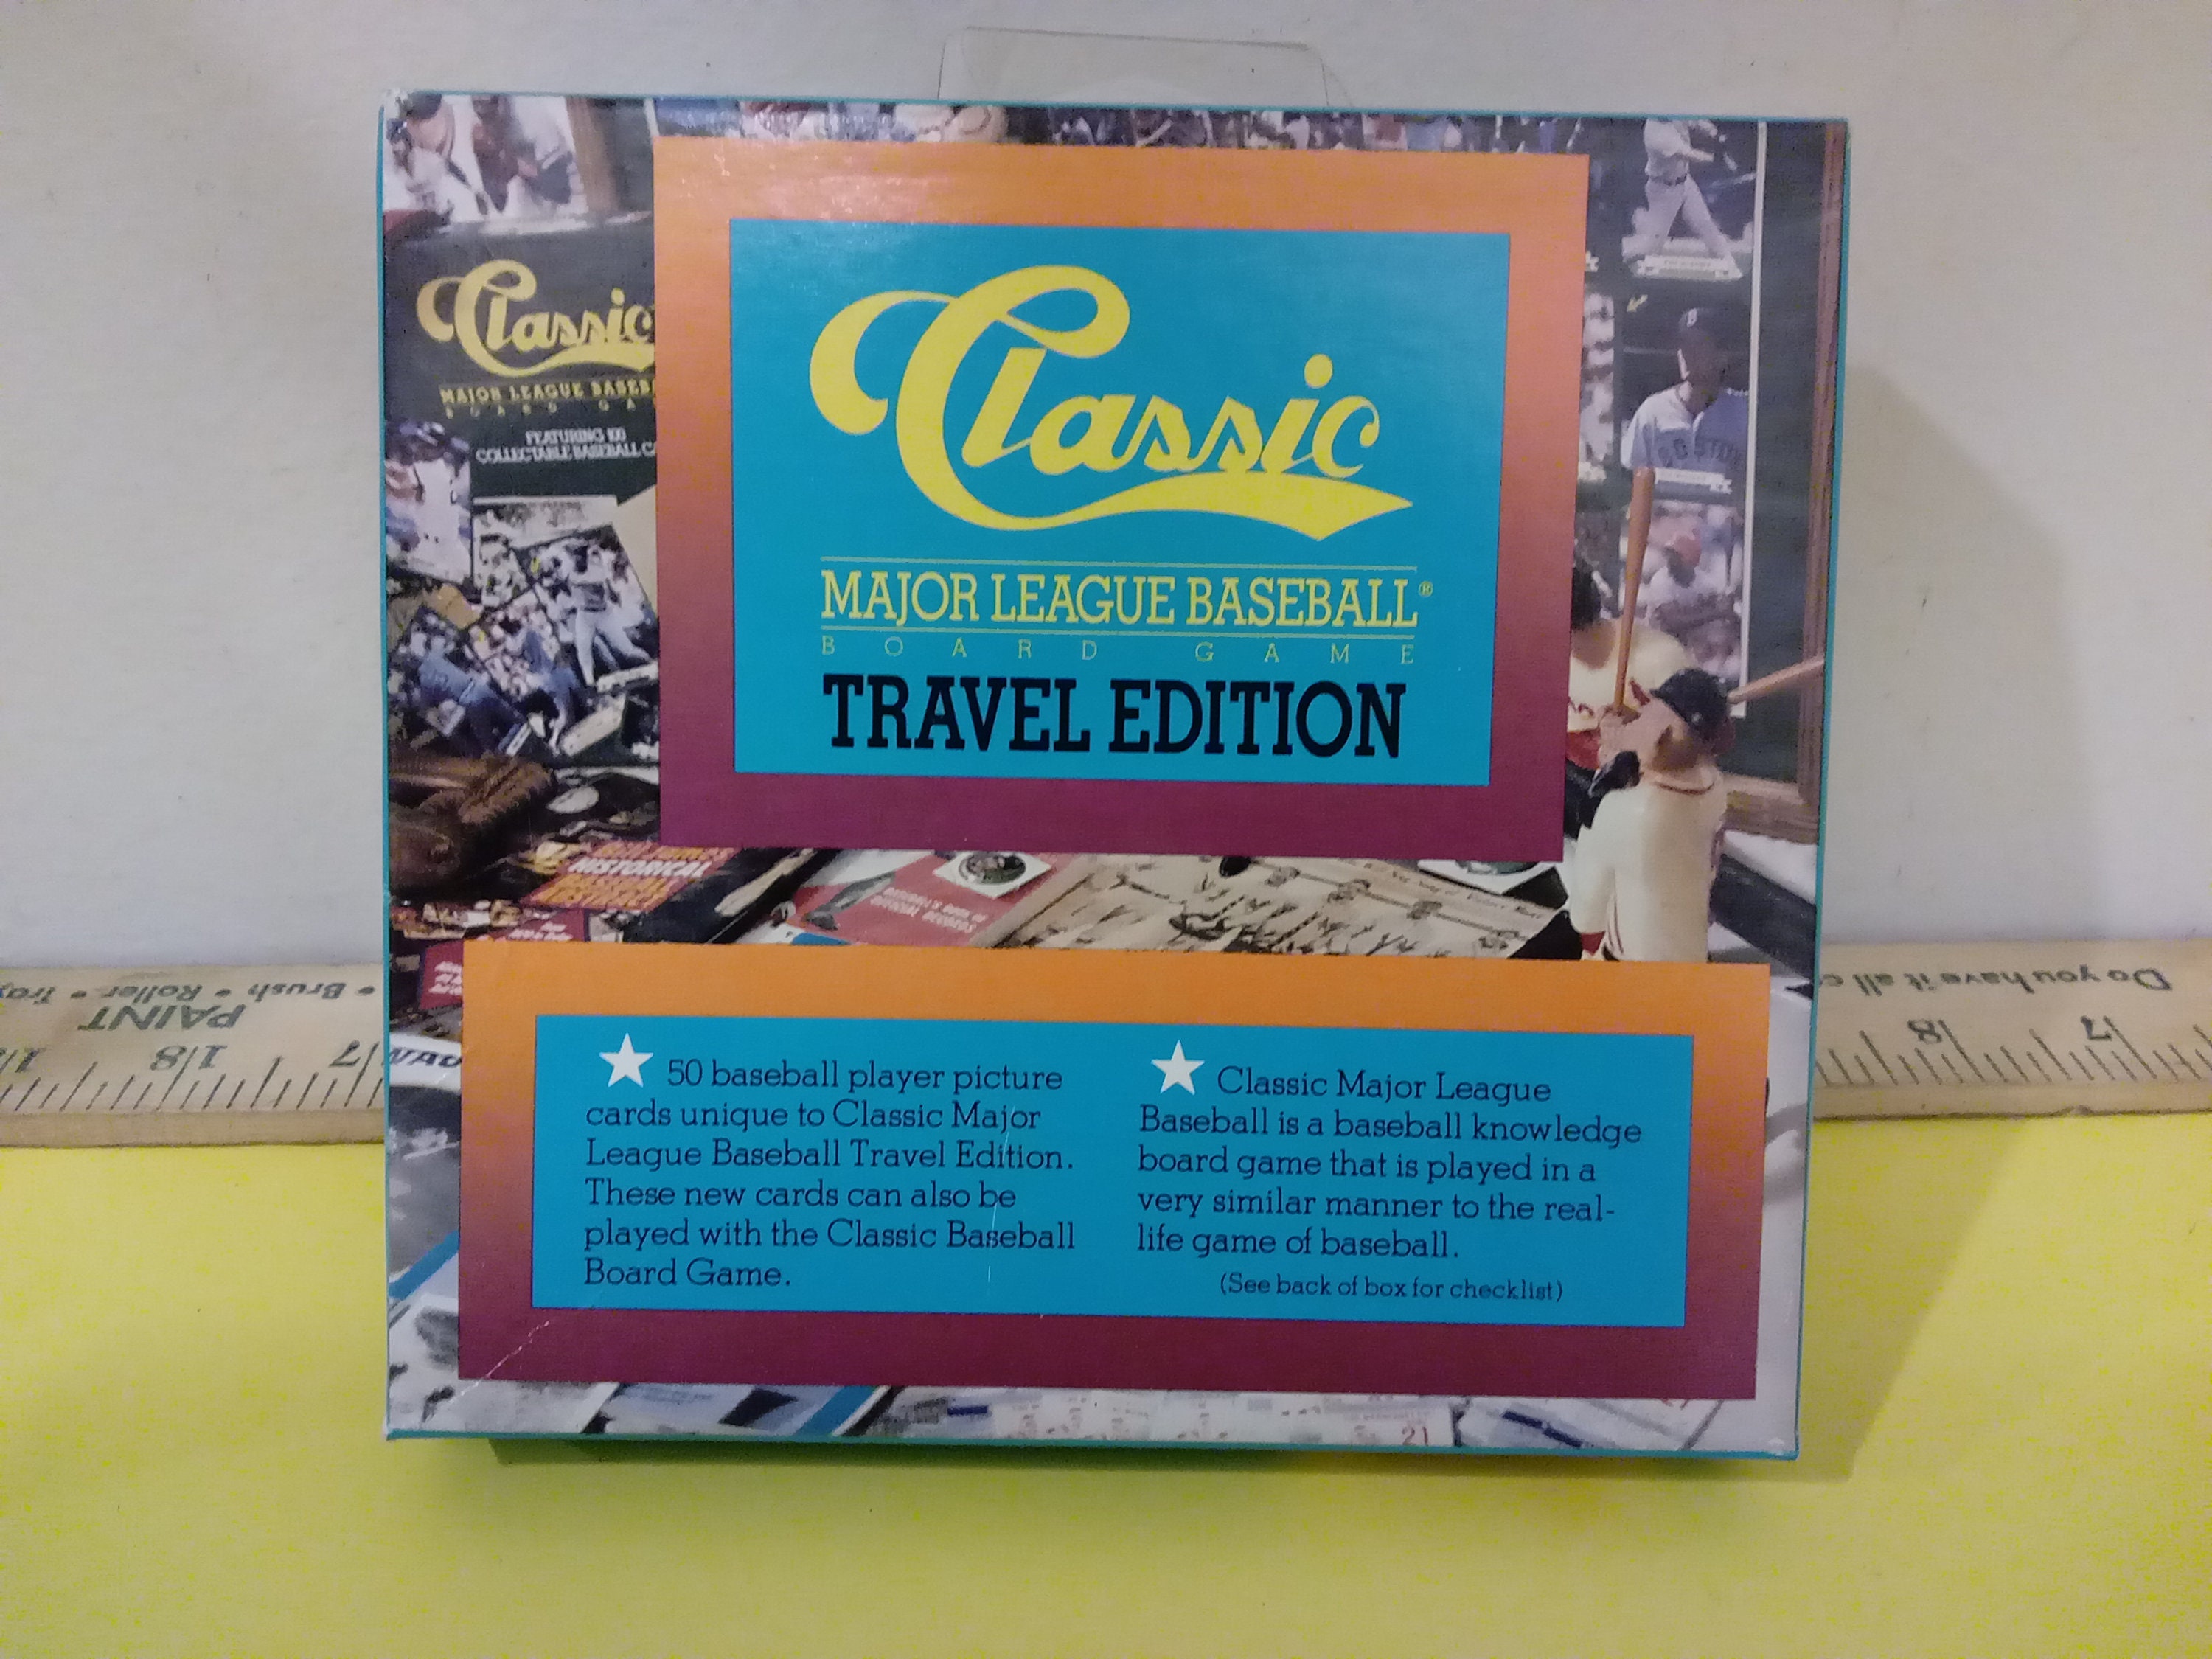 Classic
MAJOR LEAGUE BASEBALL®
BOARD GAME
TRAVEL EDITION
Classic
MAJOR LEAGUE BASEB
BOARD GA
FEATURING 100
COLLECTABLE BASEBALL C
BOSTON
HISTORICAL
BASEBALL
ABSTRACT
★ 50 baseball player picture
cards unique to Classic Major
League Baseball Travel Edition.
These new cards can also be
played with the Classic Baseball
Board Game.
★ Classic Major League
Baseball is a baseball knowledge
board game that is played in a
very similar manner to the real-
life game of baseball.
(See back of box for checklist)
21
• Brush • Roller • Tray
PAINT
Do you have it all